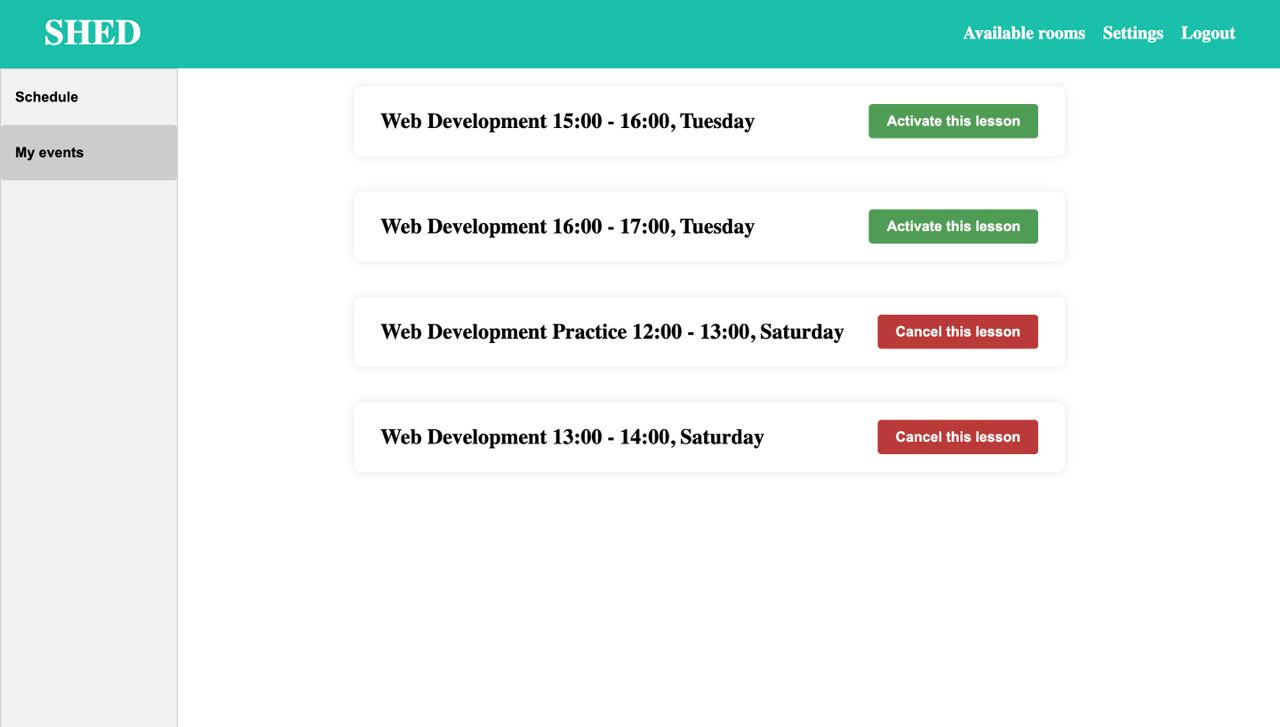 SHED
Available rooms Settings Logout
Schedule
My events
Web Development 15:00 - 16:00, Tuesday
Activate this lesson
Web Development 16:00 - 17:00, Tuesday
Activate this lesson
Web Development Practice 12:00 - 13:00, Saturday
Cancel this lesson
Web Development 13:00 - 14:00, Saturday
Cancel this lesson